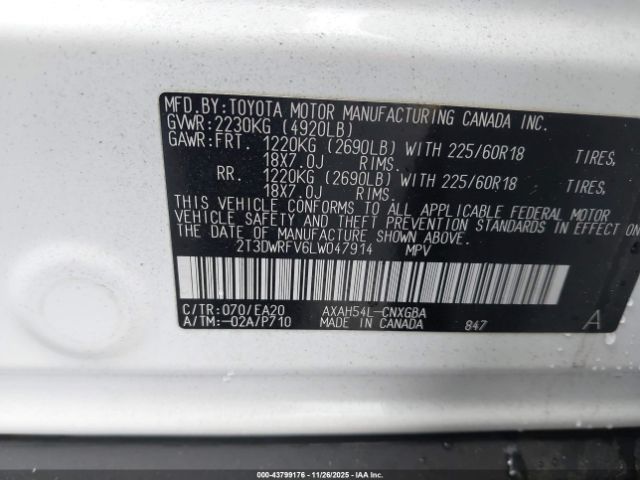 MFD.BY:TOYOTA MOTOR MANUFACTURING CANADA INC.
GVWR:2230KG (4920LB)
GAWR:FRT. 1220KG (2690LB) WITH 225/60R18 TIRES,
18X7.0J RIMS.
RR. 1220KG (2690LB) WITH 225/60R18 TIRES,
18X7.0J RIMS.
THIS VEHICLE CONFORMS TO ALL APPLICABLE FEDERAL MOTOR
VEHICLE SAFETY AND THEFT PREVENTION STANDARDS IN EFFECT ON
THE DATE OF MANUFACTURE SHOWN ABOVE.
2T3DWRFV6LW047914 MPV
C/TR:070/EA20 AXAH54L-CNXGBA
A/TM:-02A/P710 MADE IN CANADA 847 A
00-43799176 | 11/26/2025 | IAA Inc.